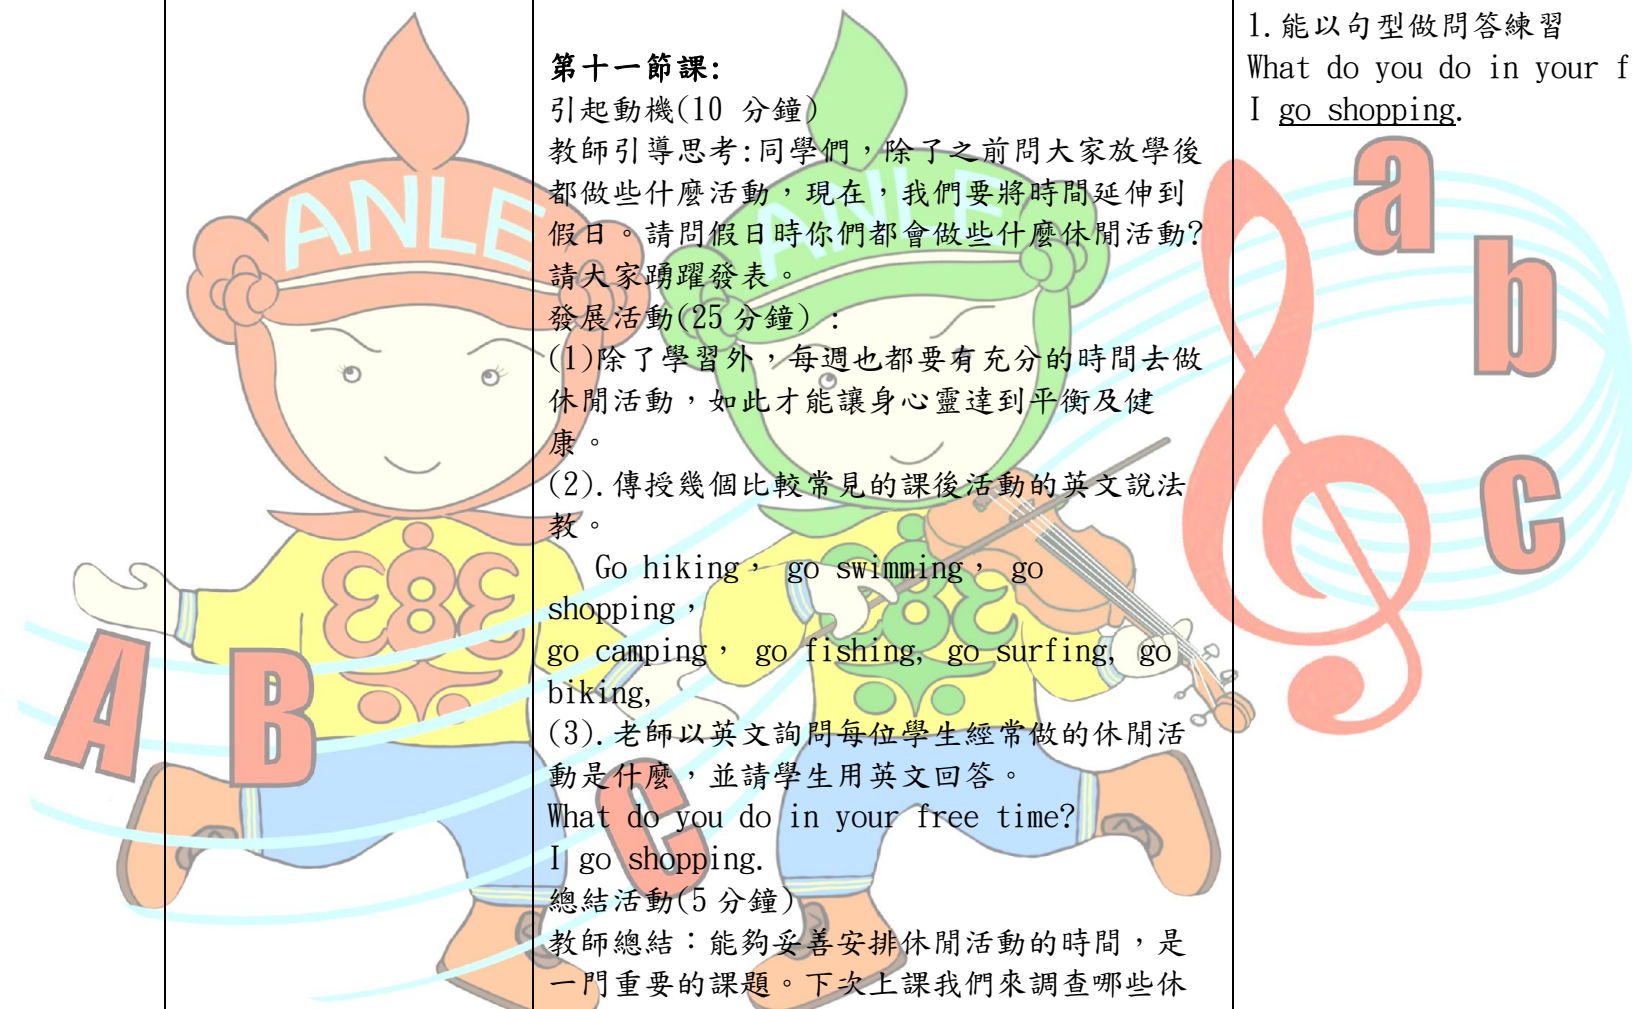 第十一節課:
引起動機(10 分鐘)
教師引導思考:同學們，除了之前問大家放學後
都做些什麼活動，現在，我們要將時間延伸到
假日。請問假日時你們都會做些什麼休閒活動?
請大家踴躍發表。
發展活動(25 分鐘) :
(1)除了學習外，每週也都要有充分的時間去做
休閒活動，如此才能讓身心靈達到平衡及健
康。
(2).傳授幾個比較常見的課後活動的英文說法
教。
Go hiking， go swimming， go
shopping，
go camping， go fishing, go surfing, go
biking,
(3).老師以英文詢問每位學生經常做的休閒活
動是什麼，並請學生用英文回答。
What do you do in your free time?
I go shopping.
總結活動(5 分鐘)
教師總結：能夠妥善安排休閒活動的時間，是
一門重要的課題。下次上課我們來調查哪些休
1.能以句型做問答練習
What do you do in your f
I go shopping.
ANLE
ANLE
A
B
C
a
b
c